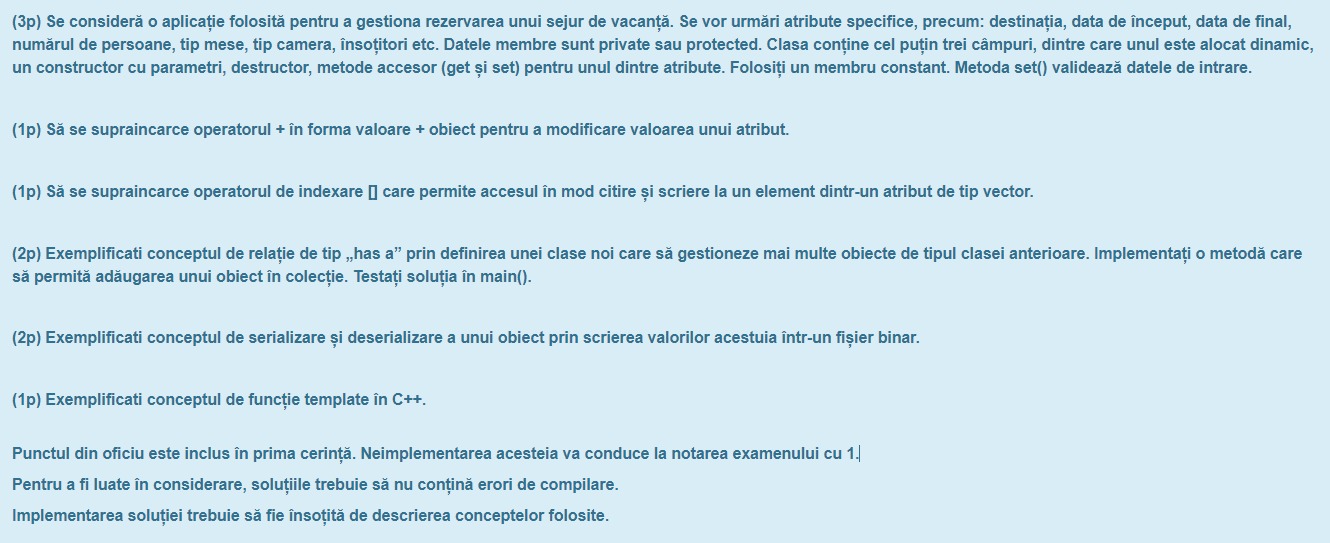 (3p) Se consideră o aplicație folosită pentru a gestiona rezervarea unui sejur de vacanță. Se vor urmări atribute specifice, precum: destinația, data de început, data de final,
numărul de persoane, tip mese, tip camera, însoțitori etc. Datele membre sunt private sau protected. Clasa conține cel puțin trei câmpuri, dintre care unul este alocat dinamic,
un constructor cu parametri, destructor, metode accesor (get și set) pentru unul dintre atribute. Folosiți un membru constant. Metoda set() validează datele de intrare.
(1p) Să se supraincarce operatorul + în forma valoare + obiect pentru a modificare valoarea unui atribut.
(1p) Să se supraincarce operatorul de indexare [] care permite accesul în mod citire și scriere la un element dintr-un atribut de tip vector.
(2p) Exemplificati conceptul de relație de tip „has a” prin definirea unei clase noi care să gestioneze mai multe obiecte de tipul clasei anterioare. Implementați o metodă care
să permită adăugarea unui obiect în colecție. Testați soluția în main().
(2p) Exemplificati conceptul de serializare și deserializare a unui obiect prin scrierea valorilor acestuia într-un fișier binar.
(1p) Exemplificati conceptul de funcție template în C++.
Punctul din oficiu este inclus în prima cerință. Neimplementarea acesteia va conduce la notarea examenului cu 1.
Pentru a fi luate în considerare, soluțiile trebuie să nu conțină erori de compilare.
Implementarea soluției trebuie să fie însoțită de descrierea conceptelor folosite.